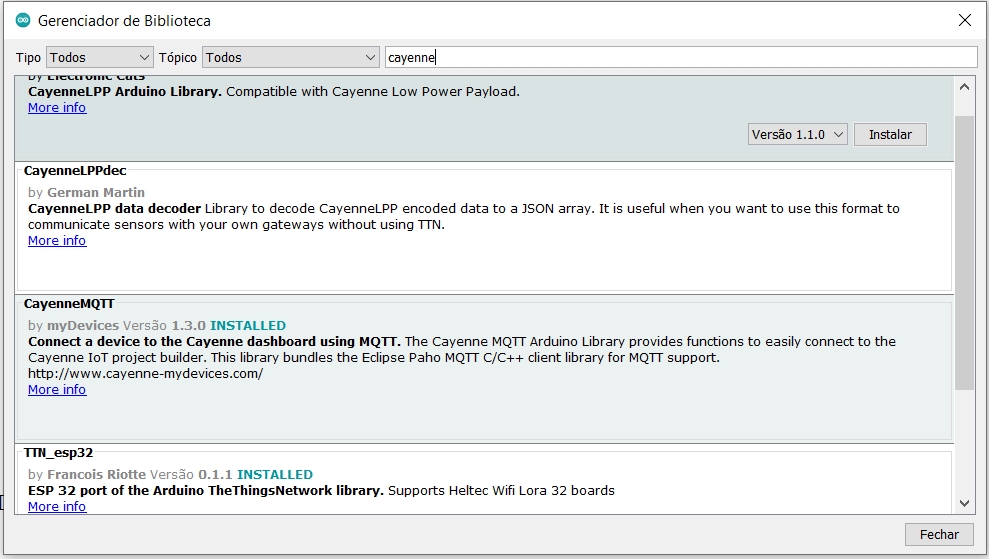 Gerenciador de Biblioteca
Tipo Todos Tópico Todos cayenne
by Electronic Cats
CayenneLPP Arduino Library. Compatible with Cayenne Low Power Payload.
More info
Versão 1.1.0 Instalar
CayenneLPPdec
by German Martin
CayenneLPP data decoder Library to decode CayenneLPP encoded data to a JSON array. It is useful when you want to use this format to
communicate sensors with your own gateways without using TTN.
More info
CayenneMQTT
by myDevices Versão 1.3.0 INSTALLED
Connect a device to the Cayenne dashboard using MQTT. The Cayenne MQTT Arduino Library provides functions to easily connect to the
Cayenne IoT project builder. This library bundles the Eclipse Paho MQTT C/C++ client library for MQTT support.
http://www.cayenne-mydevices.com/
More info
TTN_esp32
by Francois Riotte Versão 0.1.1 INSTALLED
ESP 32 port of the Arduino TheThingsNetwork library. Supports Heltec Wifi Lora 32 boards
More info
Fechar